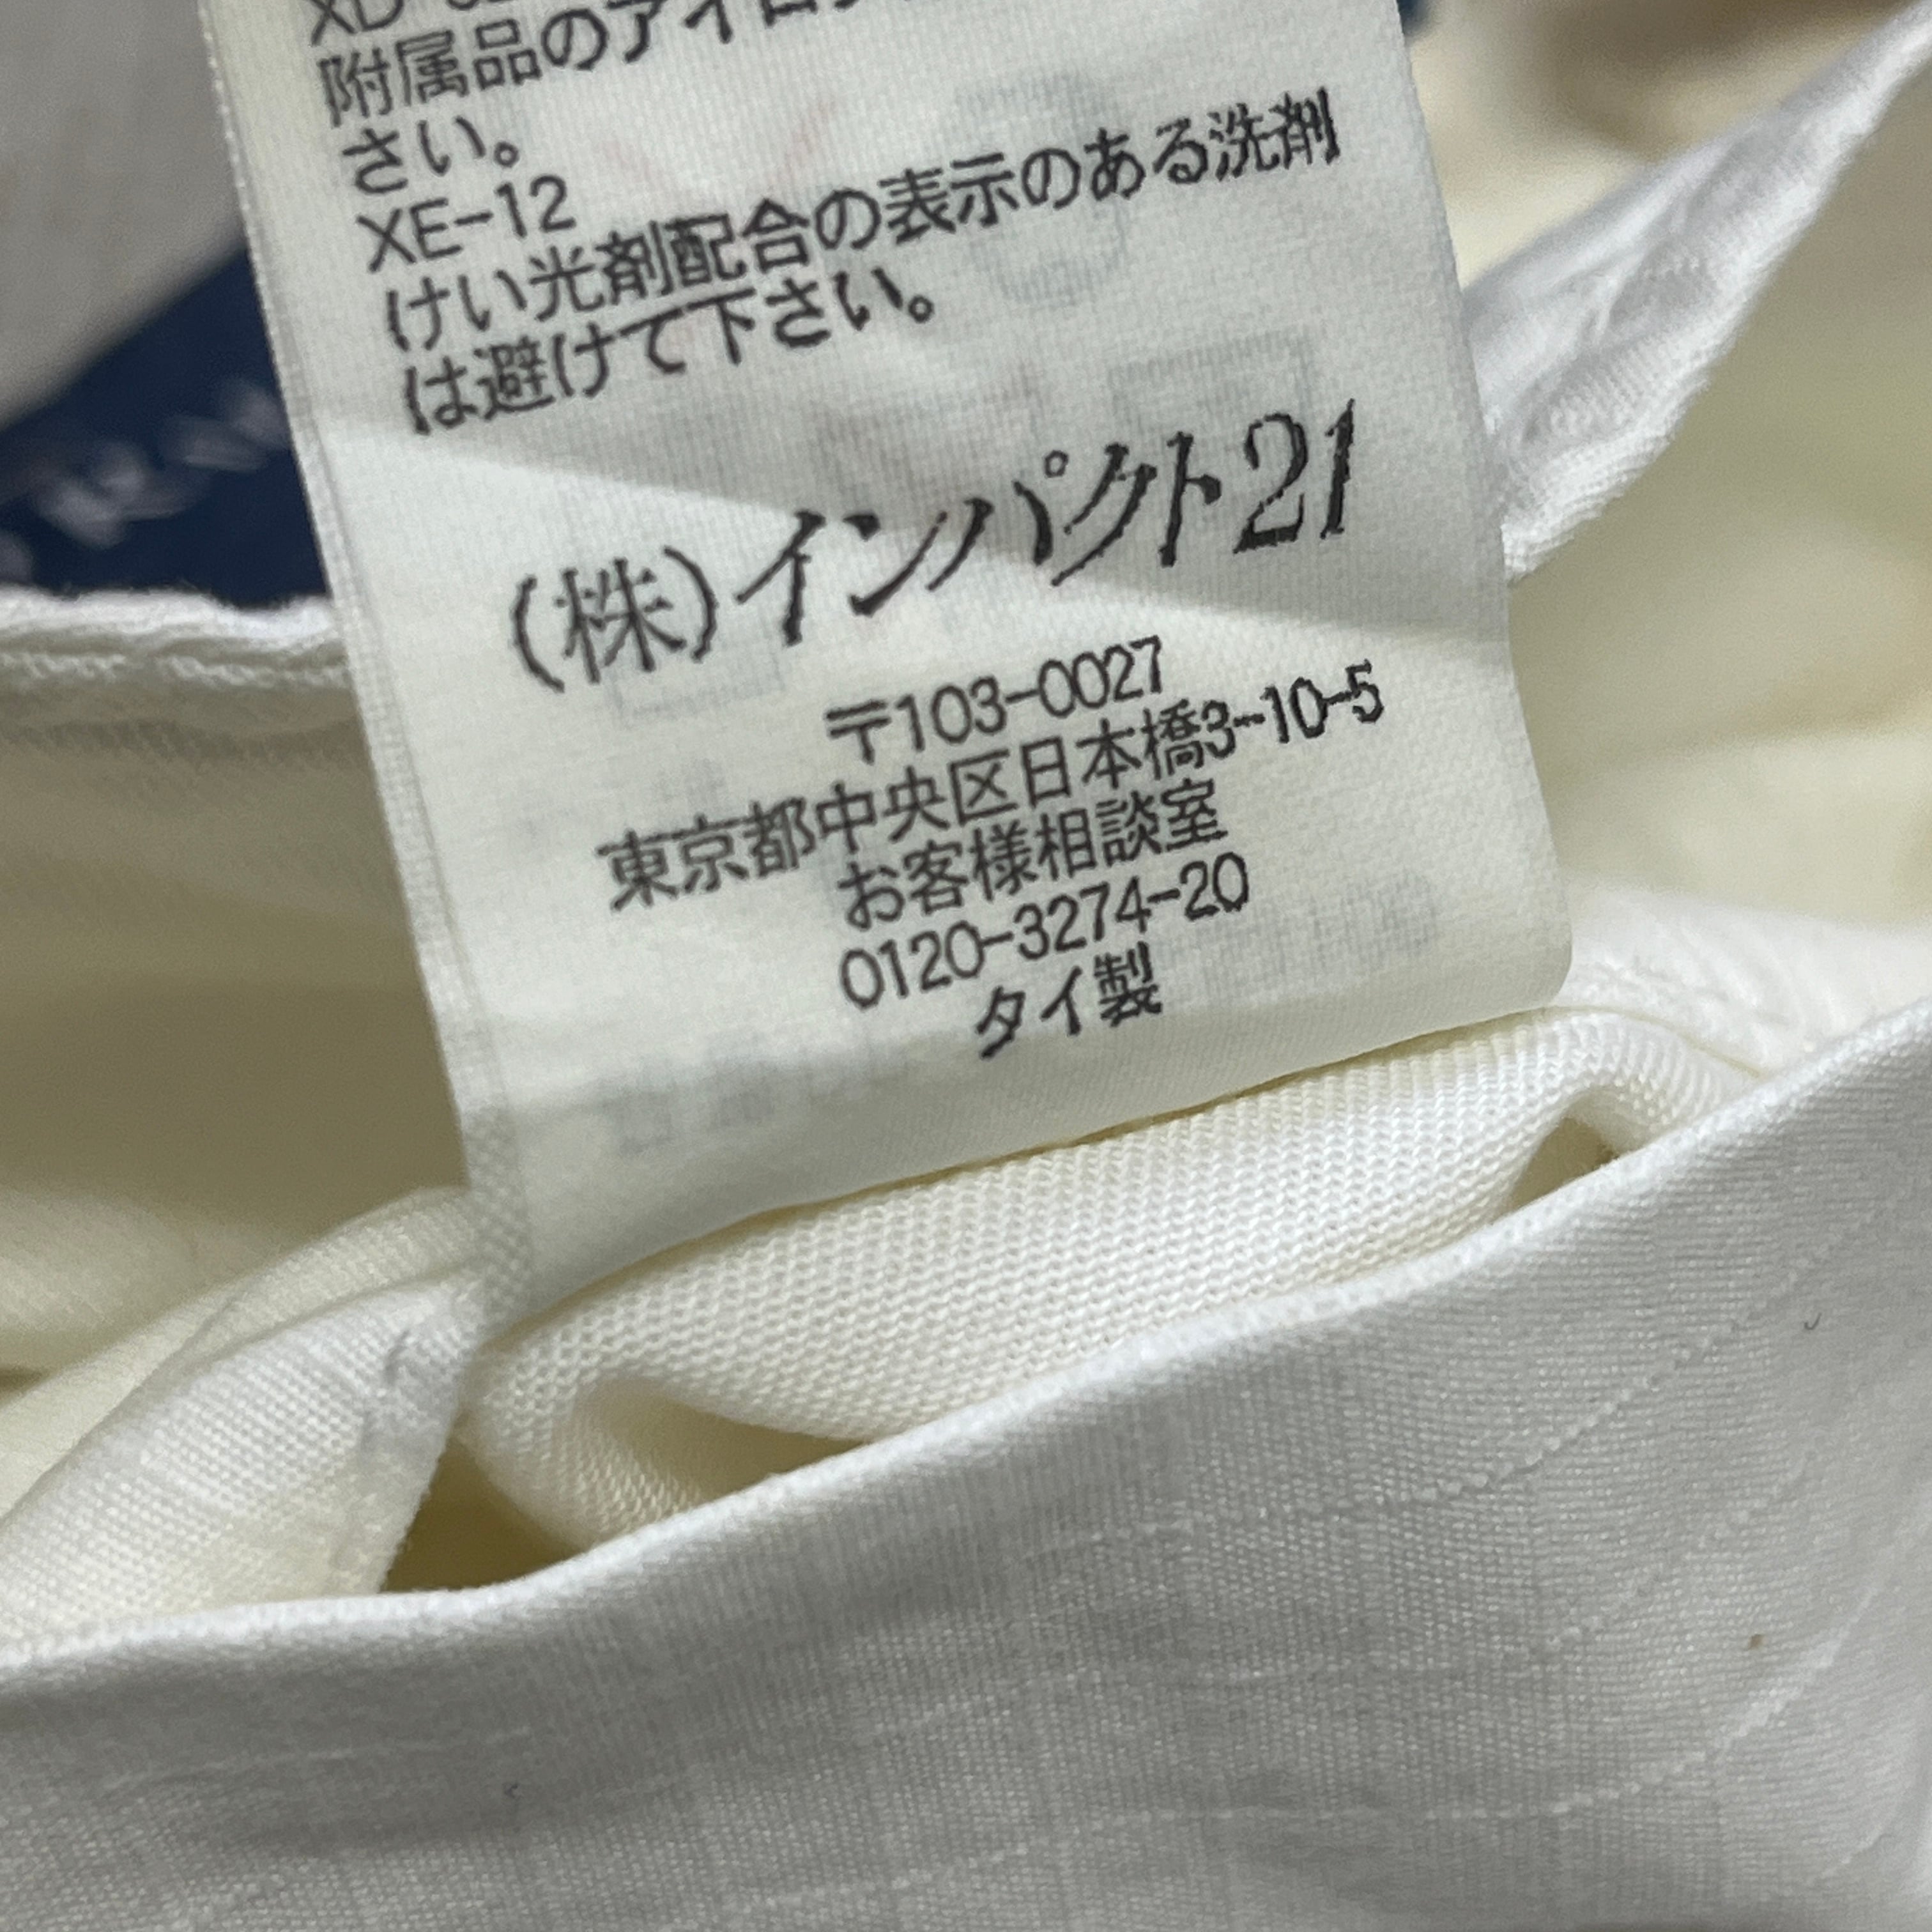 附属品のアイロン
さい。
XE-12
けい光剤配合の表示のある洗剤
は避けて下さい。
(株)インパクト21
〒103-0027
東京都中央区日本橋3-10-5
お客様相談室
0120-3274-20
タイ製